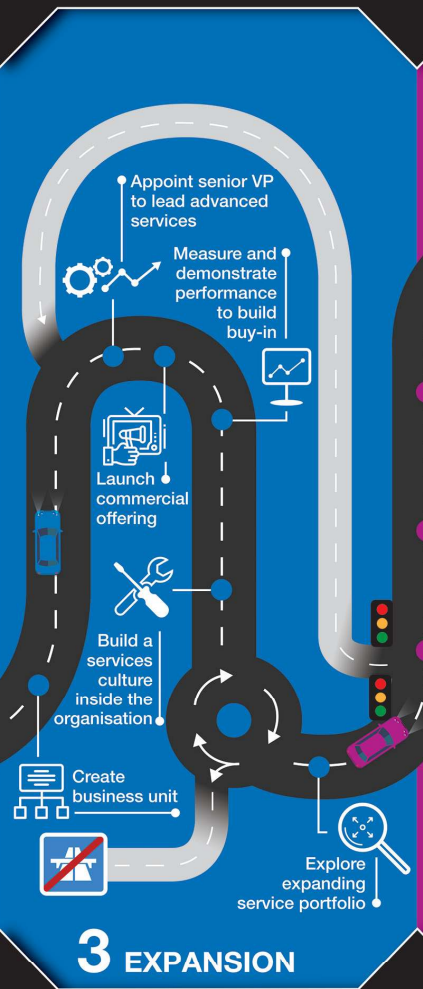 Appoint senior VP
to lead advanced
services
Measure and
demonstrate
performance
to build
buy-in
Launch
commercial
offering
Build a
services
culture
inside the
organisation
Create
business unit
Explore
expanding
service portfolio
3 EXPANSION